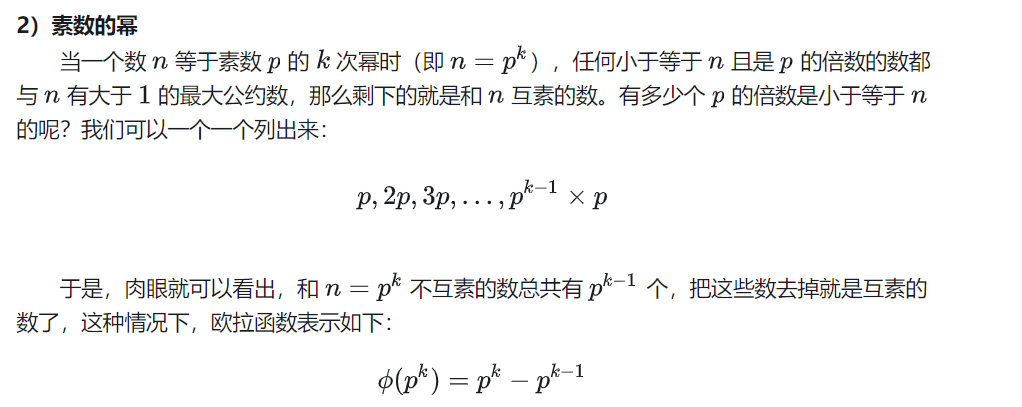 2）素数的幂
当一个数 n 等于素数 p 的 k 次幂时（即 n = p^k），任何小于等于 n 且是 p 的倍数的数都
与 n 有大于 1 的最大公约数，那么剩下的就是和 n 互素的数。有多少个 p 的倍数是小于等于 n
的呢？我们可以一个一个列出来：
p, 2p, 3p, . . . , p^{k−1} × p
于是，肉眼就可以看出，和 n = p^k 不互素的数总共有 p^{k−1} 个，把这些数去掉就是互素的
数了，这种情况下，欧拉函数表示如下：
ϕ(p^k) = p^k − p^{k−1}